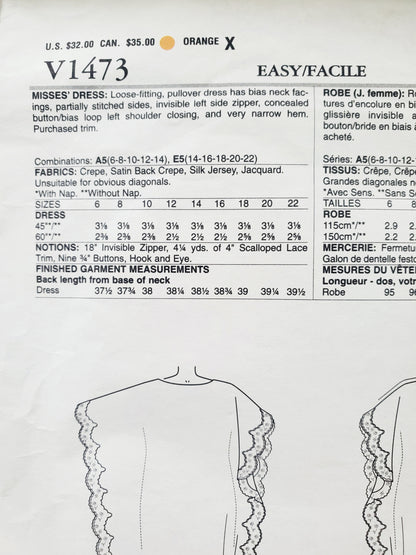 U.S. $32.00 CAN. $35.00 ORANGE X
V1473 EASY/FACILE
MISSES' DRESS: Loose-fitting, pullover dress has bias neck fac-
ings, partially stitched sides, invisible left side zipper, concealed
button/bias loop left shoulder closing, and very narrow hem.
Purchased trim.
Combinations: A5(6-8-10-12-14), E5(14-16-18-20-22)
FABRICS: Crepe, Satin Back Crepe, Silk Jersey, Jacquard.
Unsuitable for obvious diagonals.
*With Nap. **Without Nap.
SIZES 6 8 10 12 14 16 18 20 22
DRESS
45"*/** 3⅛ 3⅛ 3⅛ 3⅛ 3⅛ 3⅛ 3⅛ 3⅛ 3⅛
60"*/** 2⅜ 2⅜ 2⅜ 2½ 2½ 2⅝ 2⅝ 2⅝ 2⅝
NOTIONS: 18" Invisible Zipper, 4¼ yds. of 4" Scalloped Lace
Trim, Nine ¾" Buttons, Hook and Eye.
FINISHED GARMENT MEASUREMENTS
Back length from base of neck
Dress 37½ 37¾ 38 38¼ 38½ 38¾ 39 39¼ 39½
ROBE (J. femme):
tures d'encolure en bi
glissière invisible a
bouton/bride en biais à
acheté.
Séries: A5(6-8-10-12
TISSUS: Crêpe, Crêpe
Grandes diagonales n
*Avec Sens. **Sans S
TAILLES 6 8
ROBE
115cm*/** 2.9 2.
150cm*/** 2.2 2.
MERCERIE: Fermetu
Galon de dentelle festo
MESURES DU VÊTE
Longueur - dos, votr
Robe 95 96